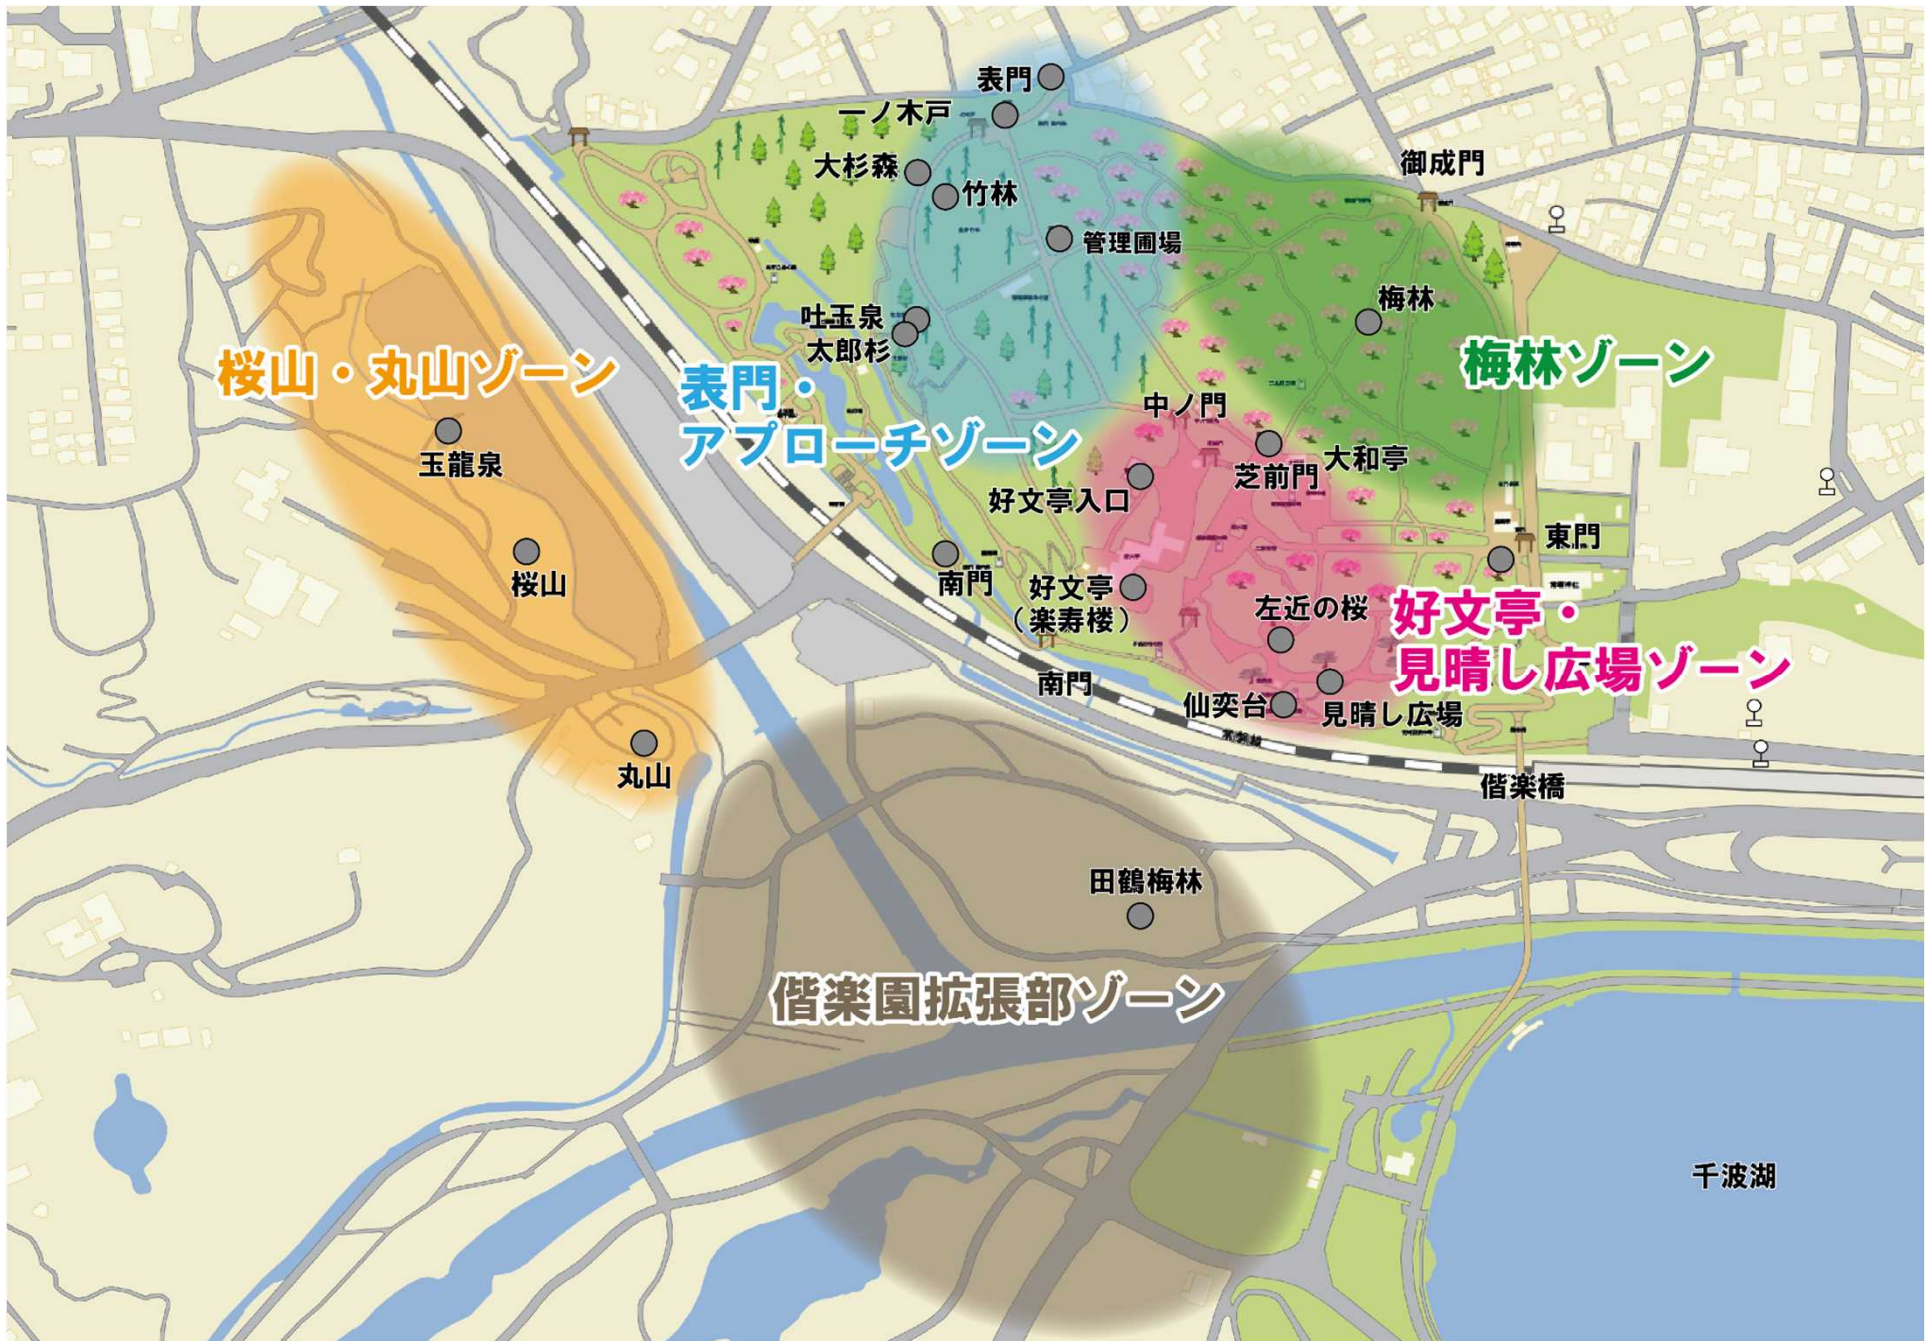 表門
一ノ木戸
大杉森
竹林
御成門
管理圃場
梅林
吐玉泉
太郎杉
桜山・丸山ゾーン
表門・
アプローチゾーン
梅林ゾーン
中ノ門
玉龍泉
芝前門
大和亭
好文亭入口
東門
桜山
南門
好文亭
（楽寿楼）
左近の桜
好文亭・
見晴し広場ゾーン
南門
仙奕台
見晴し広場
常磐線
丸山
偕楽橋
田鶴梅林
偕楽園拡張部ゾーン
千波湖